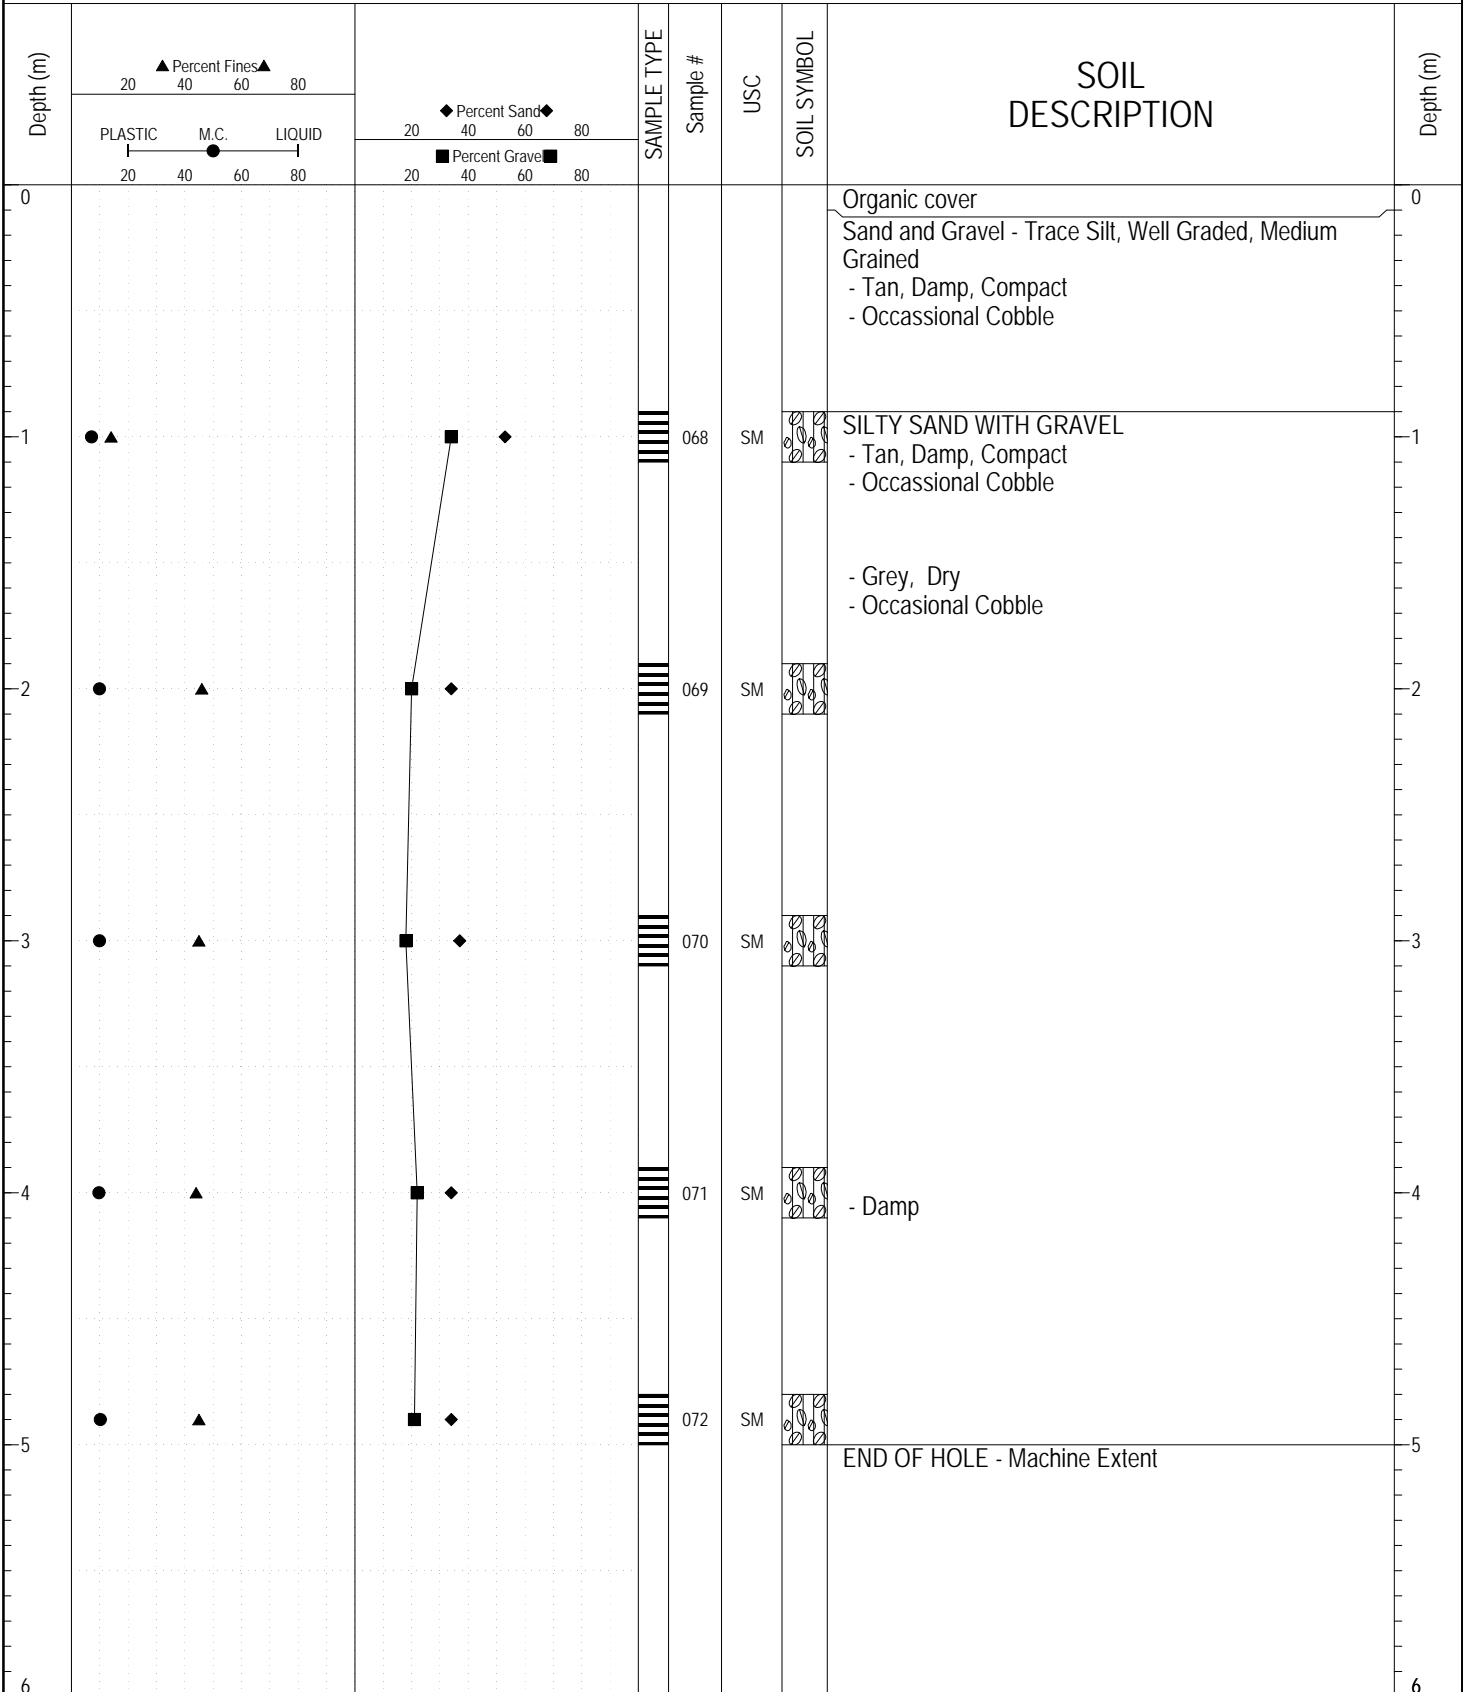 Depth (m)
▲ Percent Fines ▲
20 40 60 80
PLASTIC M.C. LIQUID
20 40 60 80
◆ Percent Sand ◆
20 40 60 80
■ Percent Gravel ■
20 40 60 80
SAMPLE TYPE
Sample #
USC
SOIL SYMBOL
SOIL
DESCRIPTION
Depth (m)
0 Organic cover 0
Sand and Gravel - Trace Silt, Well Graded, Medium
Grained
- Tan, Damp, Compact
- Occassional Cobble
1 068 SM SILTY SAND WITH GRAVEL 1
- Tan, Damp, Compact
- Occassional Cobble
- Grey, Dry
- Occasional Cobble
2 069 SM 2
3 070 SM 3
4 071 SM 4
- Damp
072 SM
5 5
END OF HOLE - Machine Extent
6 6